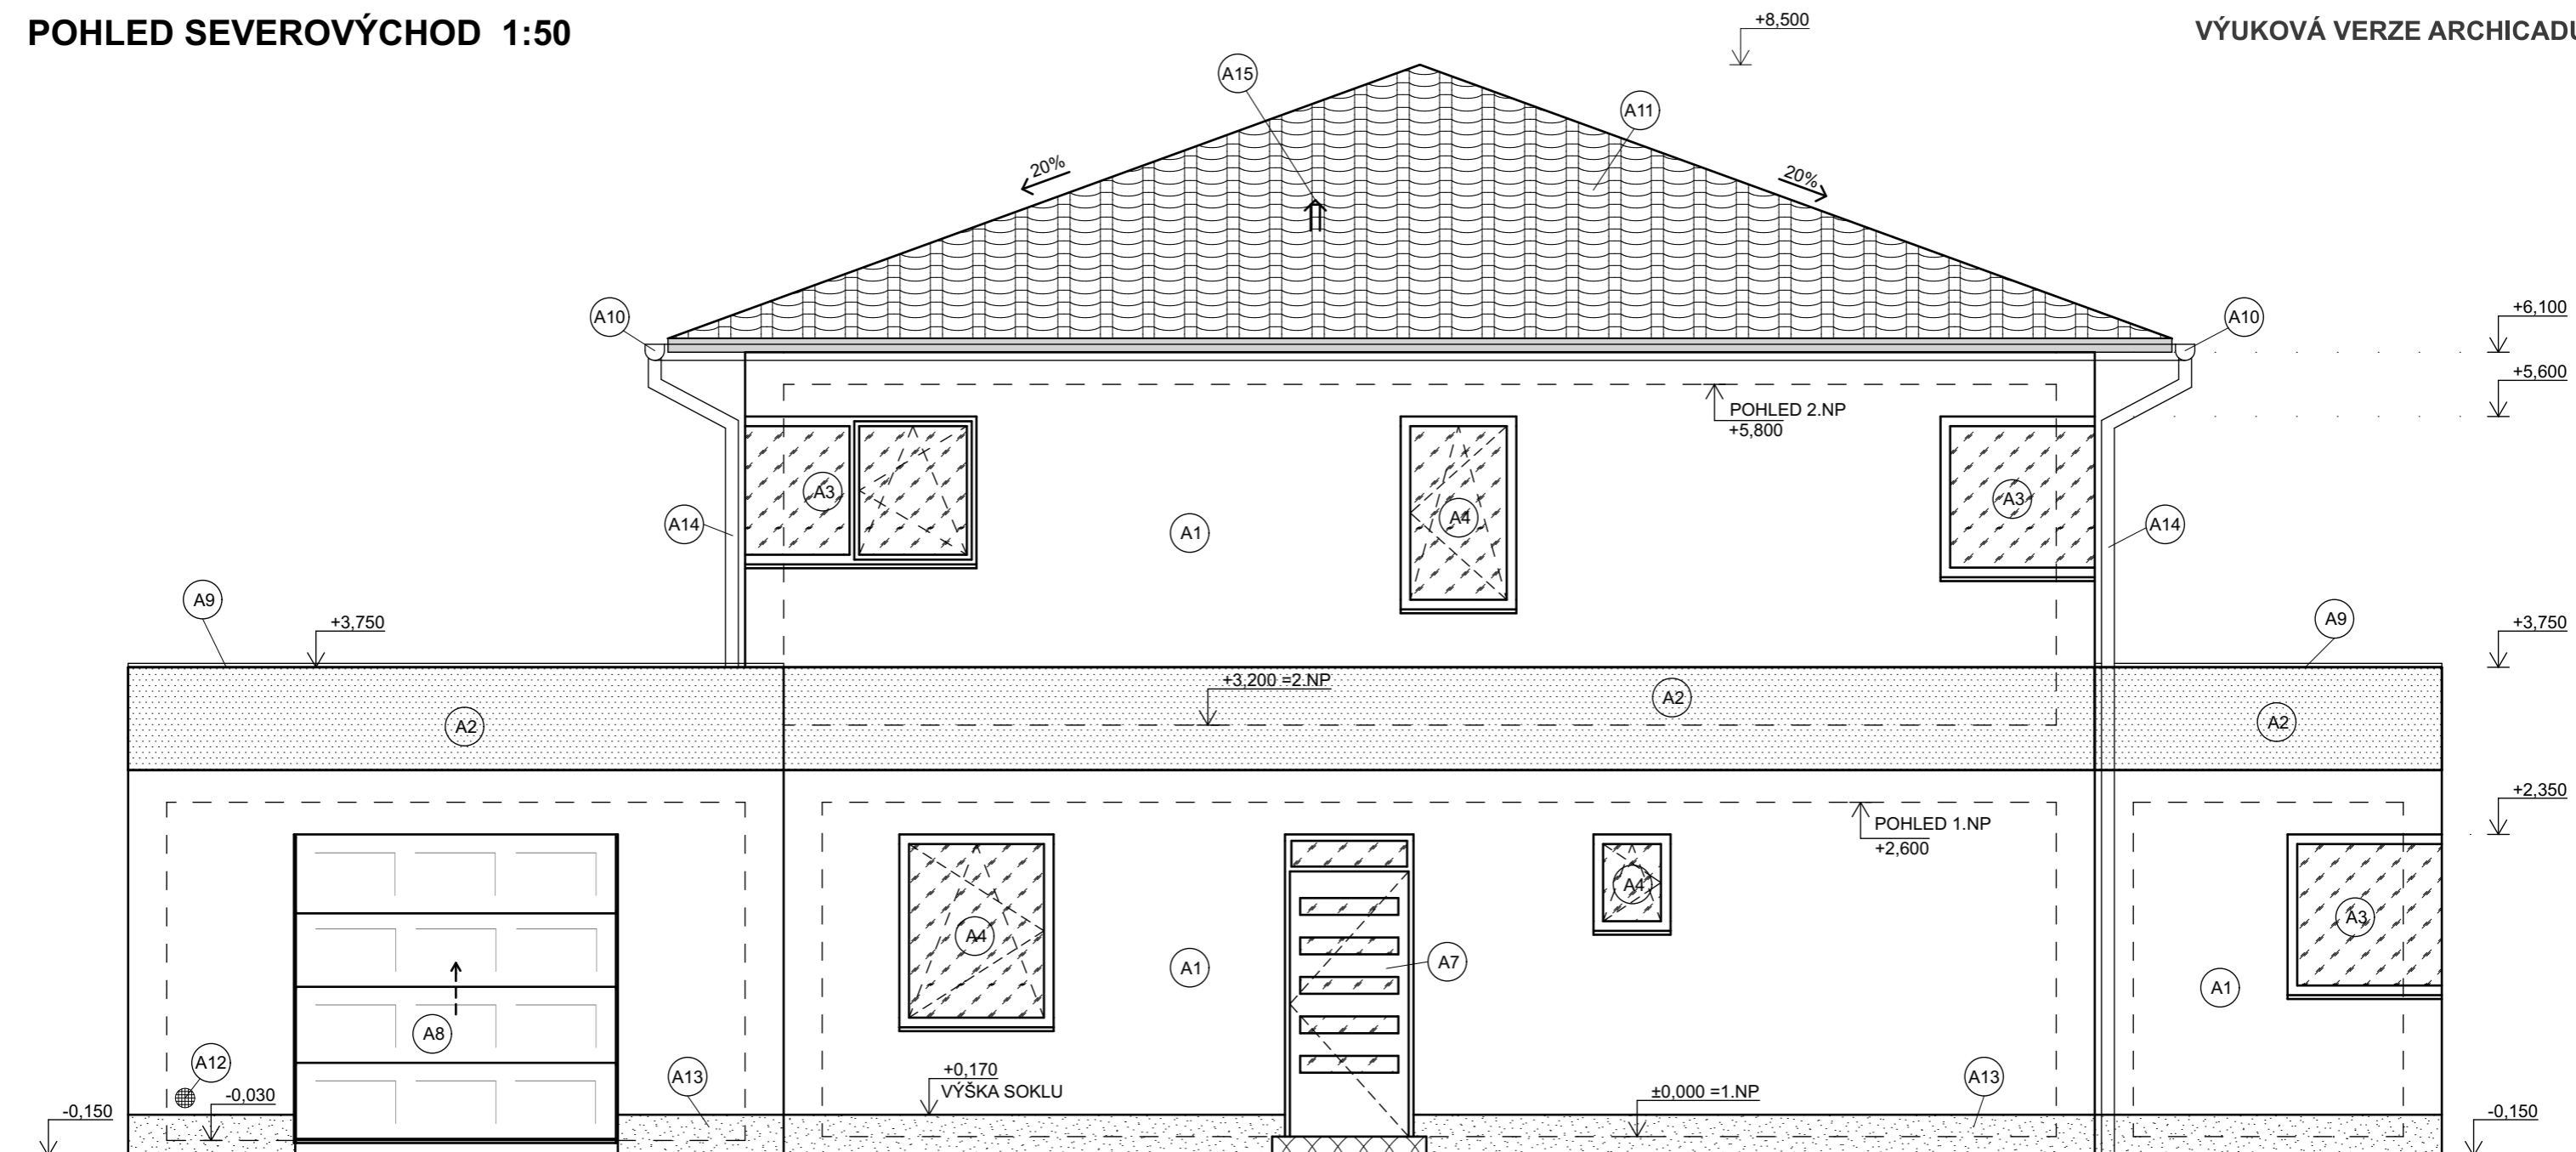 POHLED SEVEROVÝCHOD 1:50
+8,500
VÝUKOVÁ VERZE ARCHICADU
A15
A11
20%
20%
A10
A10
+6,100
+5,600
POHLED 2.NP
+5,800
A3
A4
A3
A14
A1
A14
A9
+3,750
A9
+3,750
+3,200 =2.NP
A2
A2
A2
+2,350
POHLED 1.NP
+2,600
A4
A4
A3
A1
A7
A1
A8
A12
A13
+0,170
VÝŠKA SOKLU
A13
-0,030
±0,000 =1.NP
-0,150
-0,150